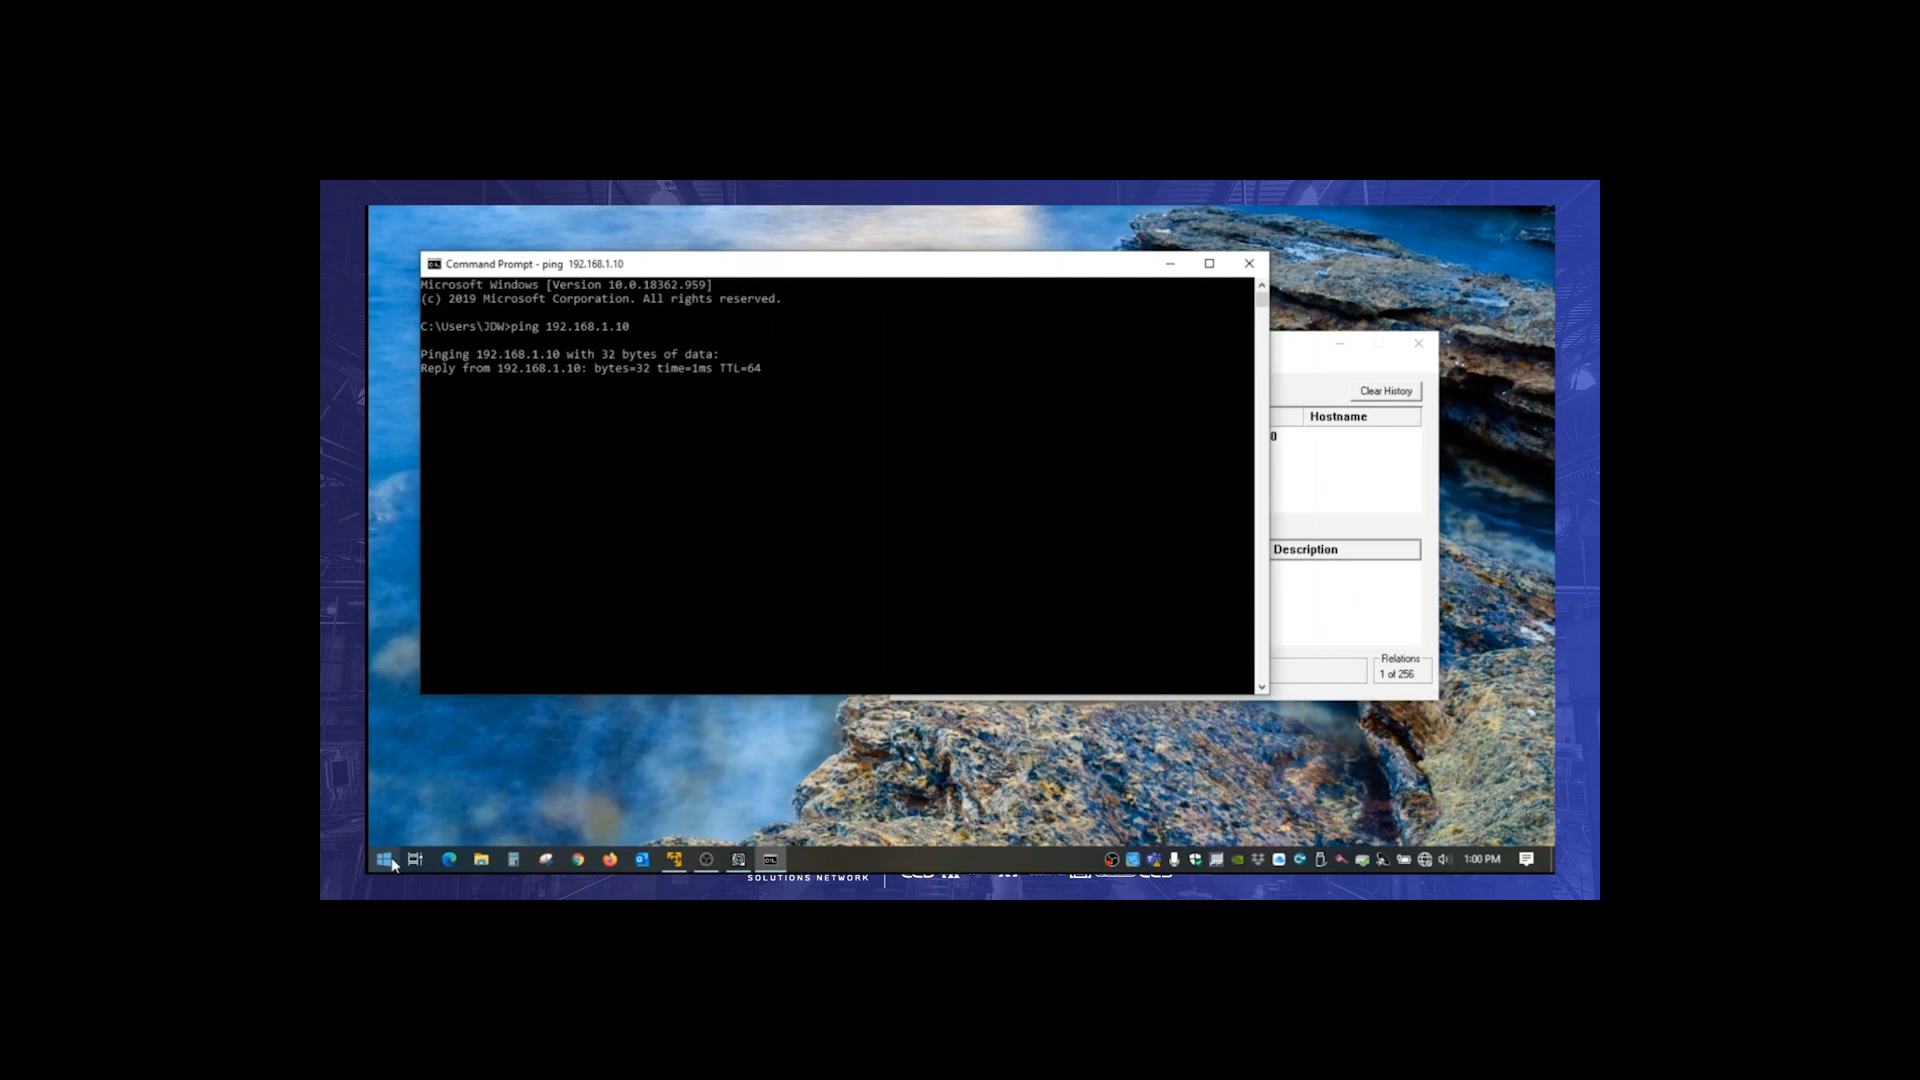 Command Prompt - ping 192.168.1.10
Microsoft Windows [Version 10.0.18362.959]
(c) 2019 Microsoft Corporation. All rights reserved.
C:\Users\JDW>ping 192.168.1.10
Pinging 192.168.1.10 with 32 bytes of data:
Reply from 192.168.1.10: bytes=32 time=1ms TTL=64
Clear History
Hostname
0
Description
Relations
1 of 256
1:00 PM
SOLUTIONS NETWORK